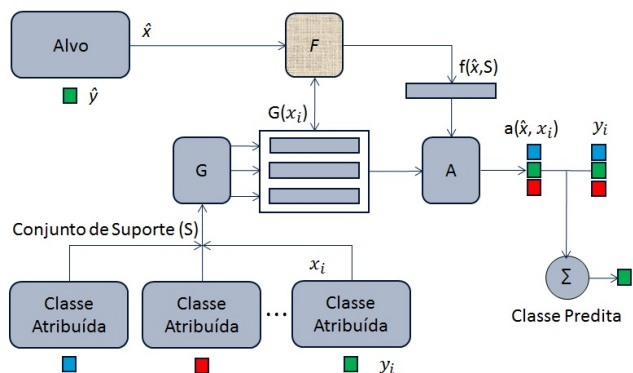 Alvo
x̂
F
ŷ
f(x̂,S)
G(xᵢ)
a(x̂, xᵢ)
yᵢ
G
A
Conjunto de Suporte (S)
xᵢ
Σ
Classe
Atribuída
Classe
Atribuída
...
Classe
Atribuída
Classe Predita
yᵢ